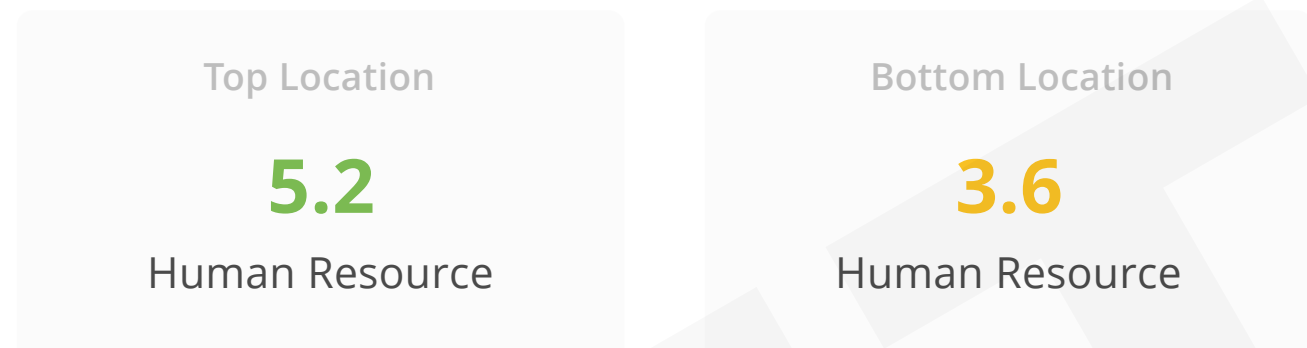 Top Location
5.2
Human Resource
Bottom Location
3.6
Human Resource